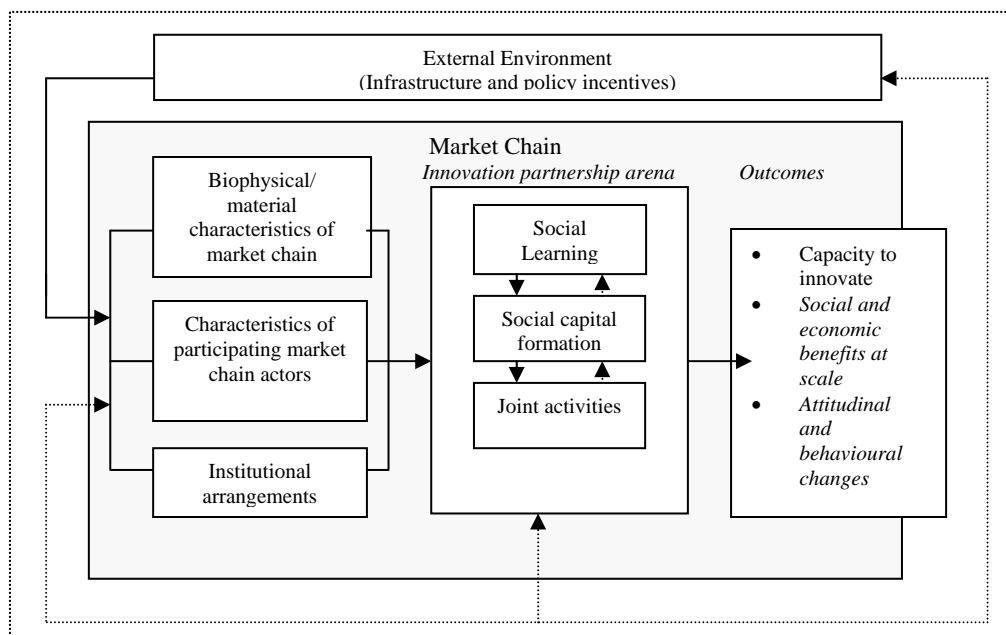 External Environment
(Infrastructure and policy incentives)
Market Chain
Innovation partnership arena
Outcomes
Biophysical/
material
characteristics of
market chain
Characteristics of
participating market
chain actors
Institutional
arrangements
Social
Learning
Social capital
formation
Joint activities
• Capacity to
innovate
• Social and
economic
benefits at
scale
• Attitudinal
and
behavioural
changes